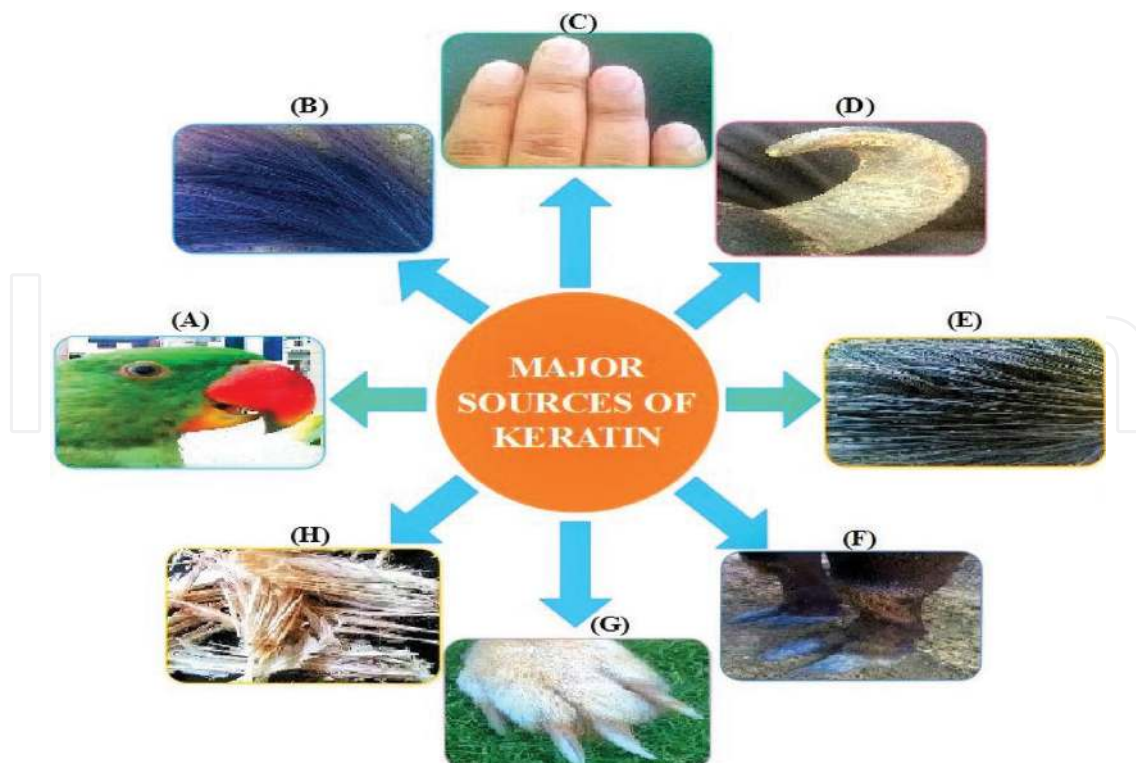 (C)
(B)
(D)
(A)
MAJOR
SOURCES OF
KERATIN
(E)
(H)
(F)
(G)